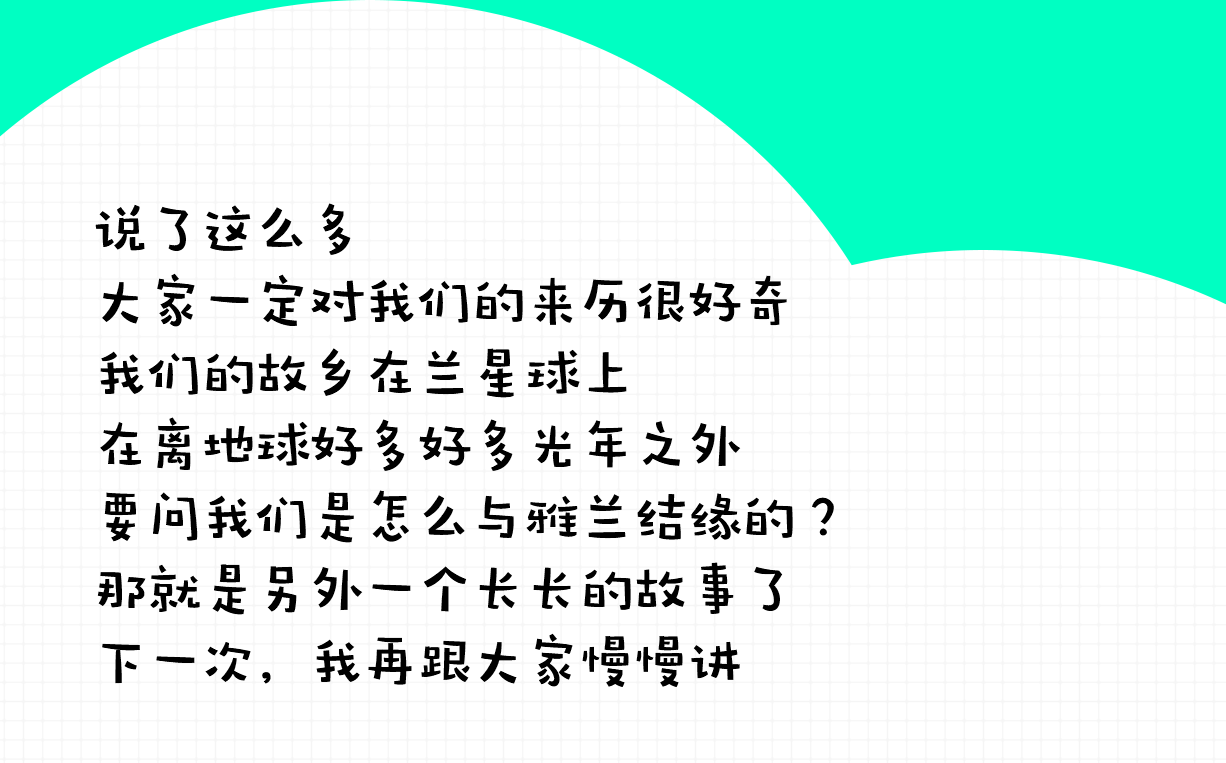 说了这么多
大家一定对我们的来历很好奇
我们的故乡在兰星球上
在离地球好多好多光年之外
要问我们是怎么与雅兰结缘的？
那就是另外一个长长的故事了
下一次，我再跟大家慢慢讲